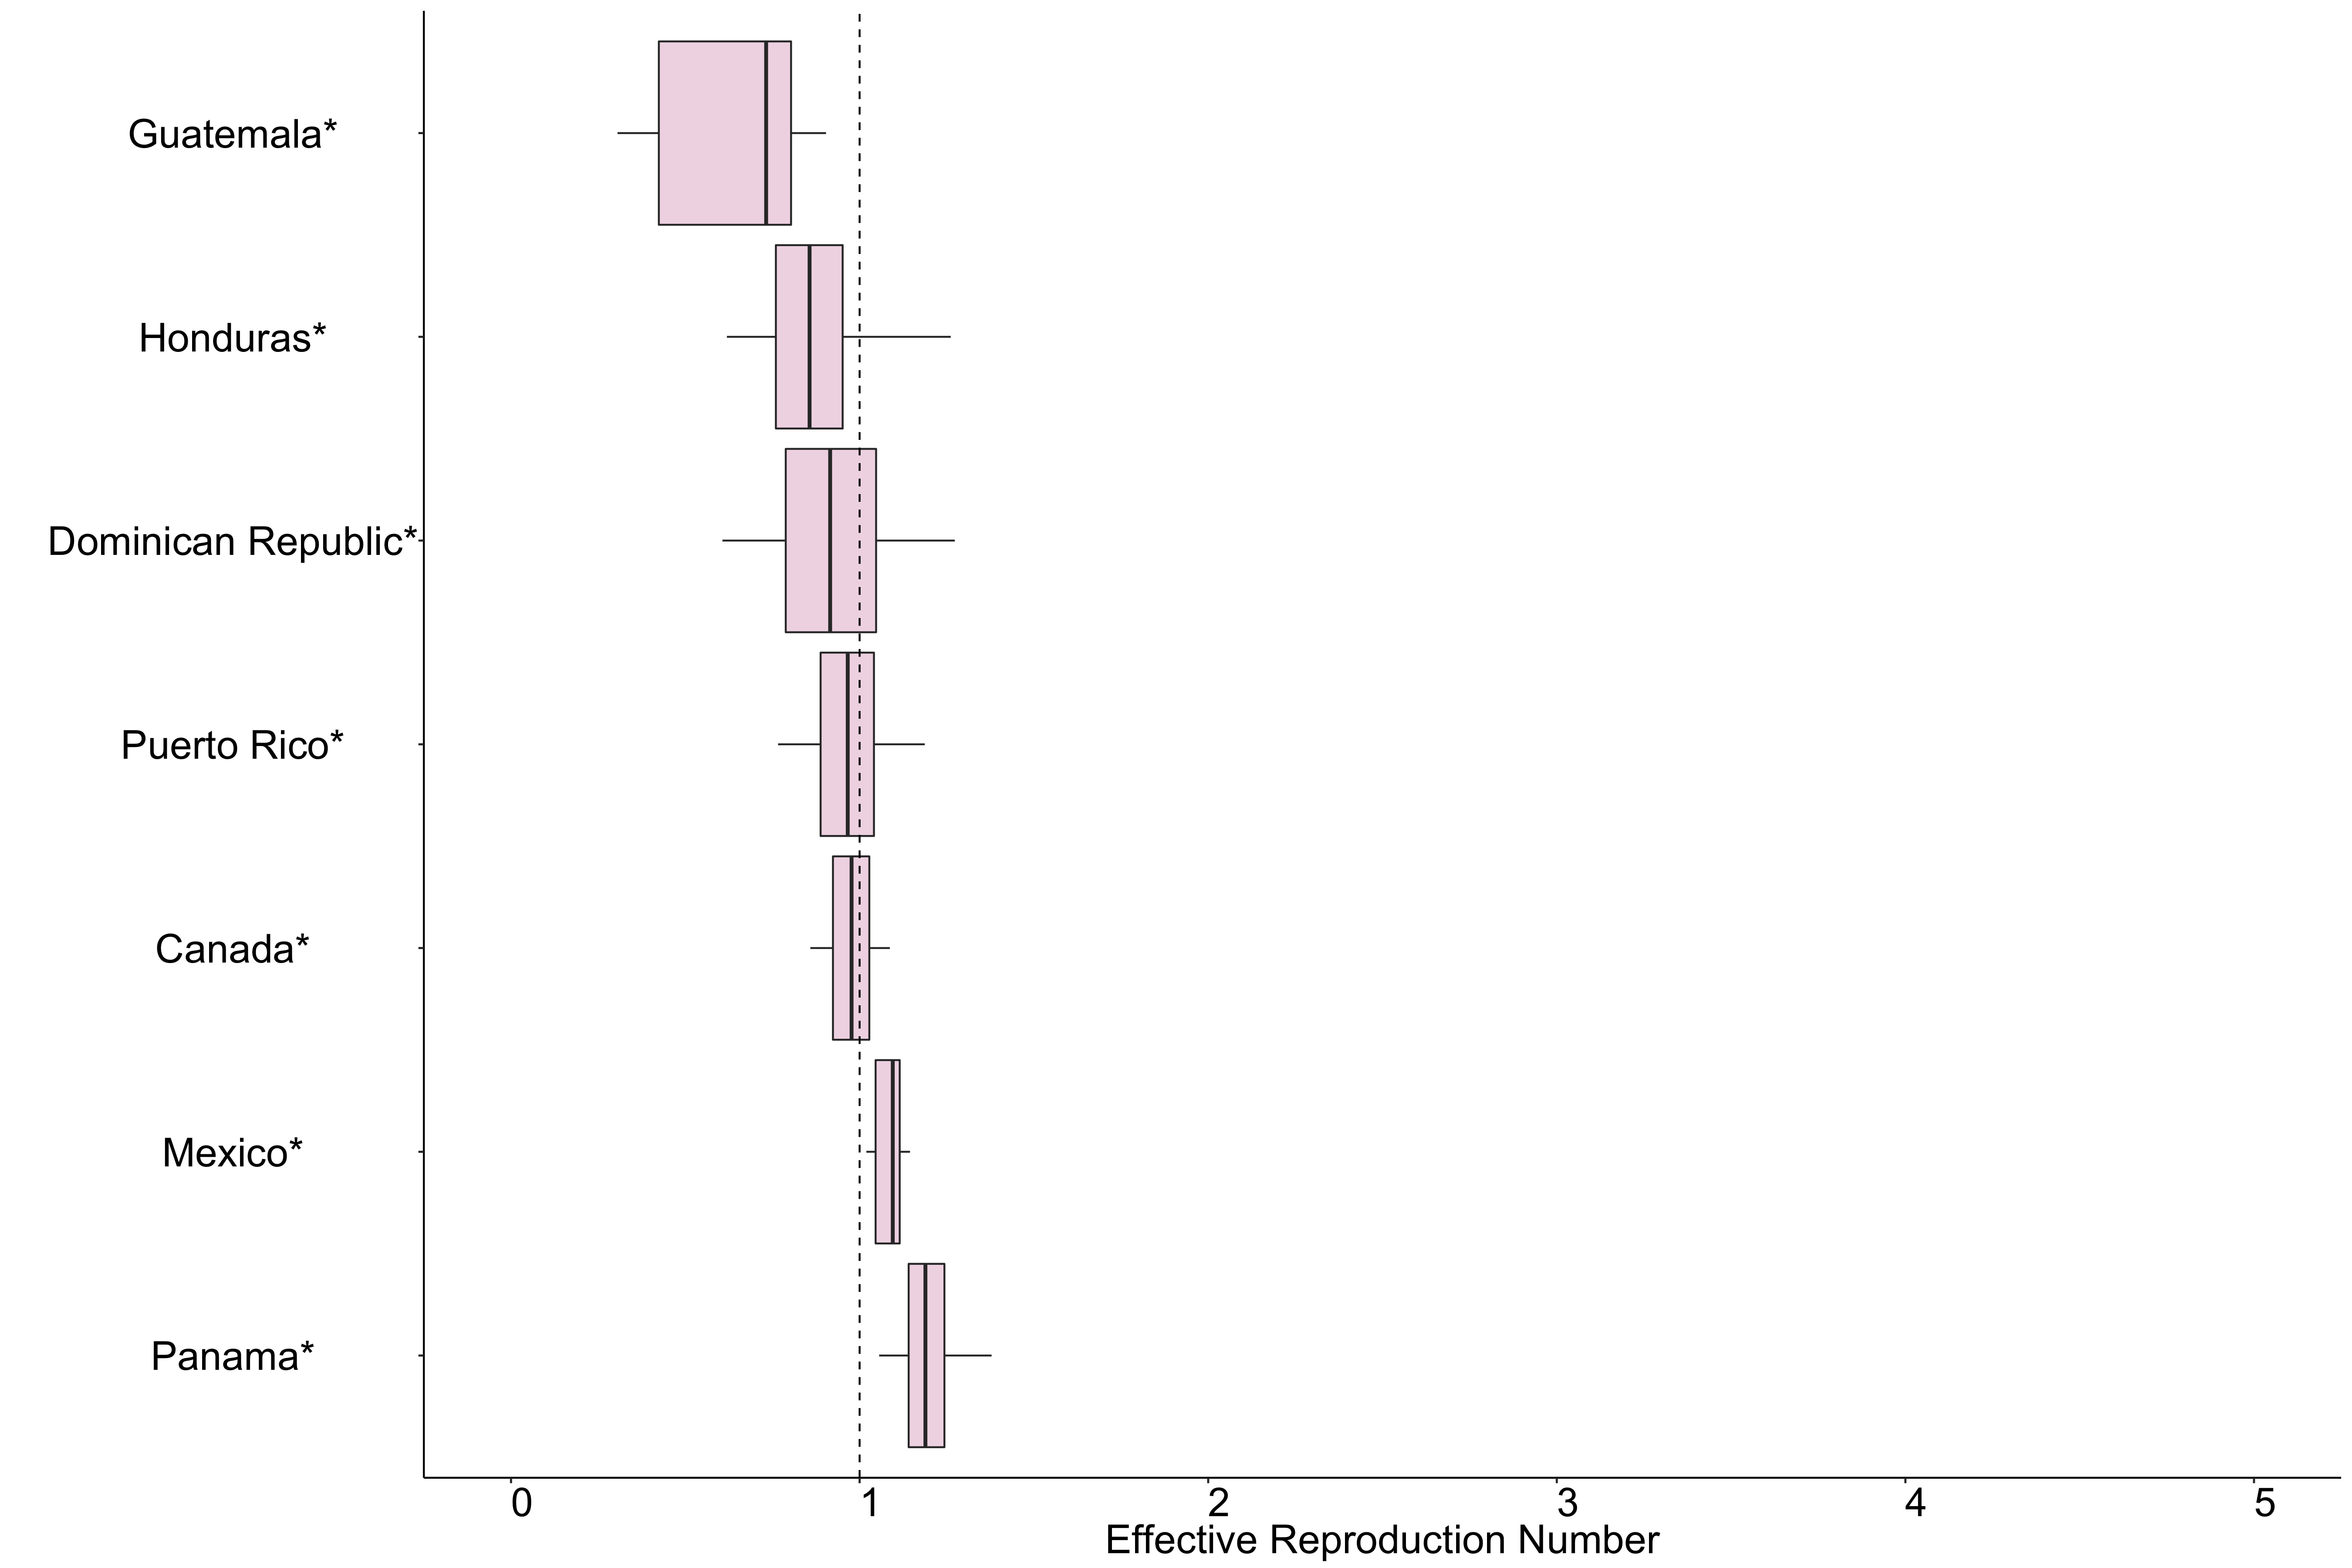 Guatemala*
Honduras*
Dominican Republic*
Puerto Rico*
Canada*
Mexico*
Panama*
0 1 2 3 4 5
Effective Reproduction Number